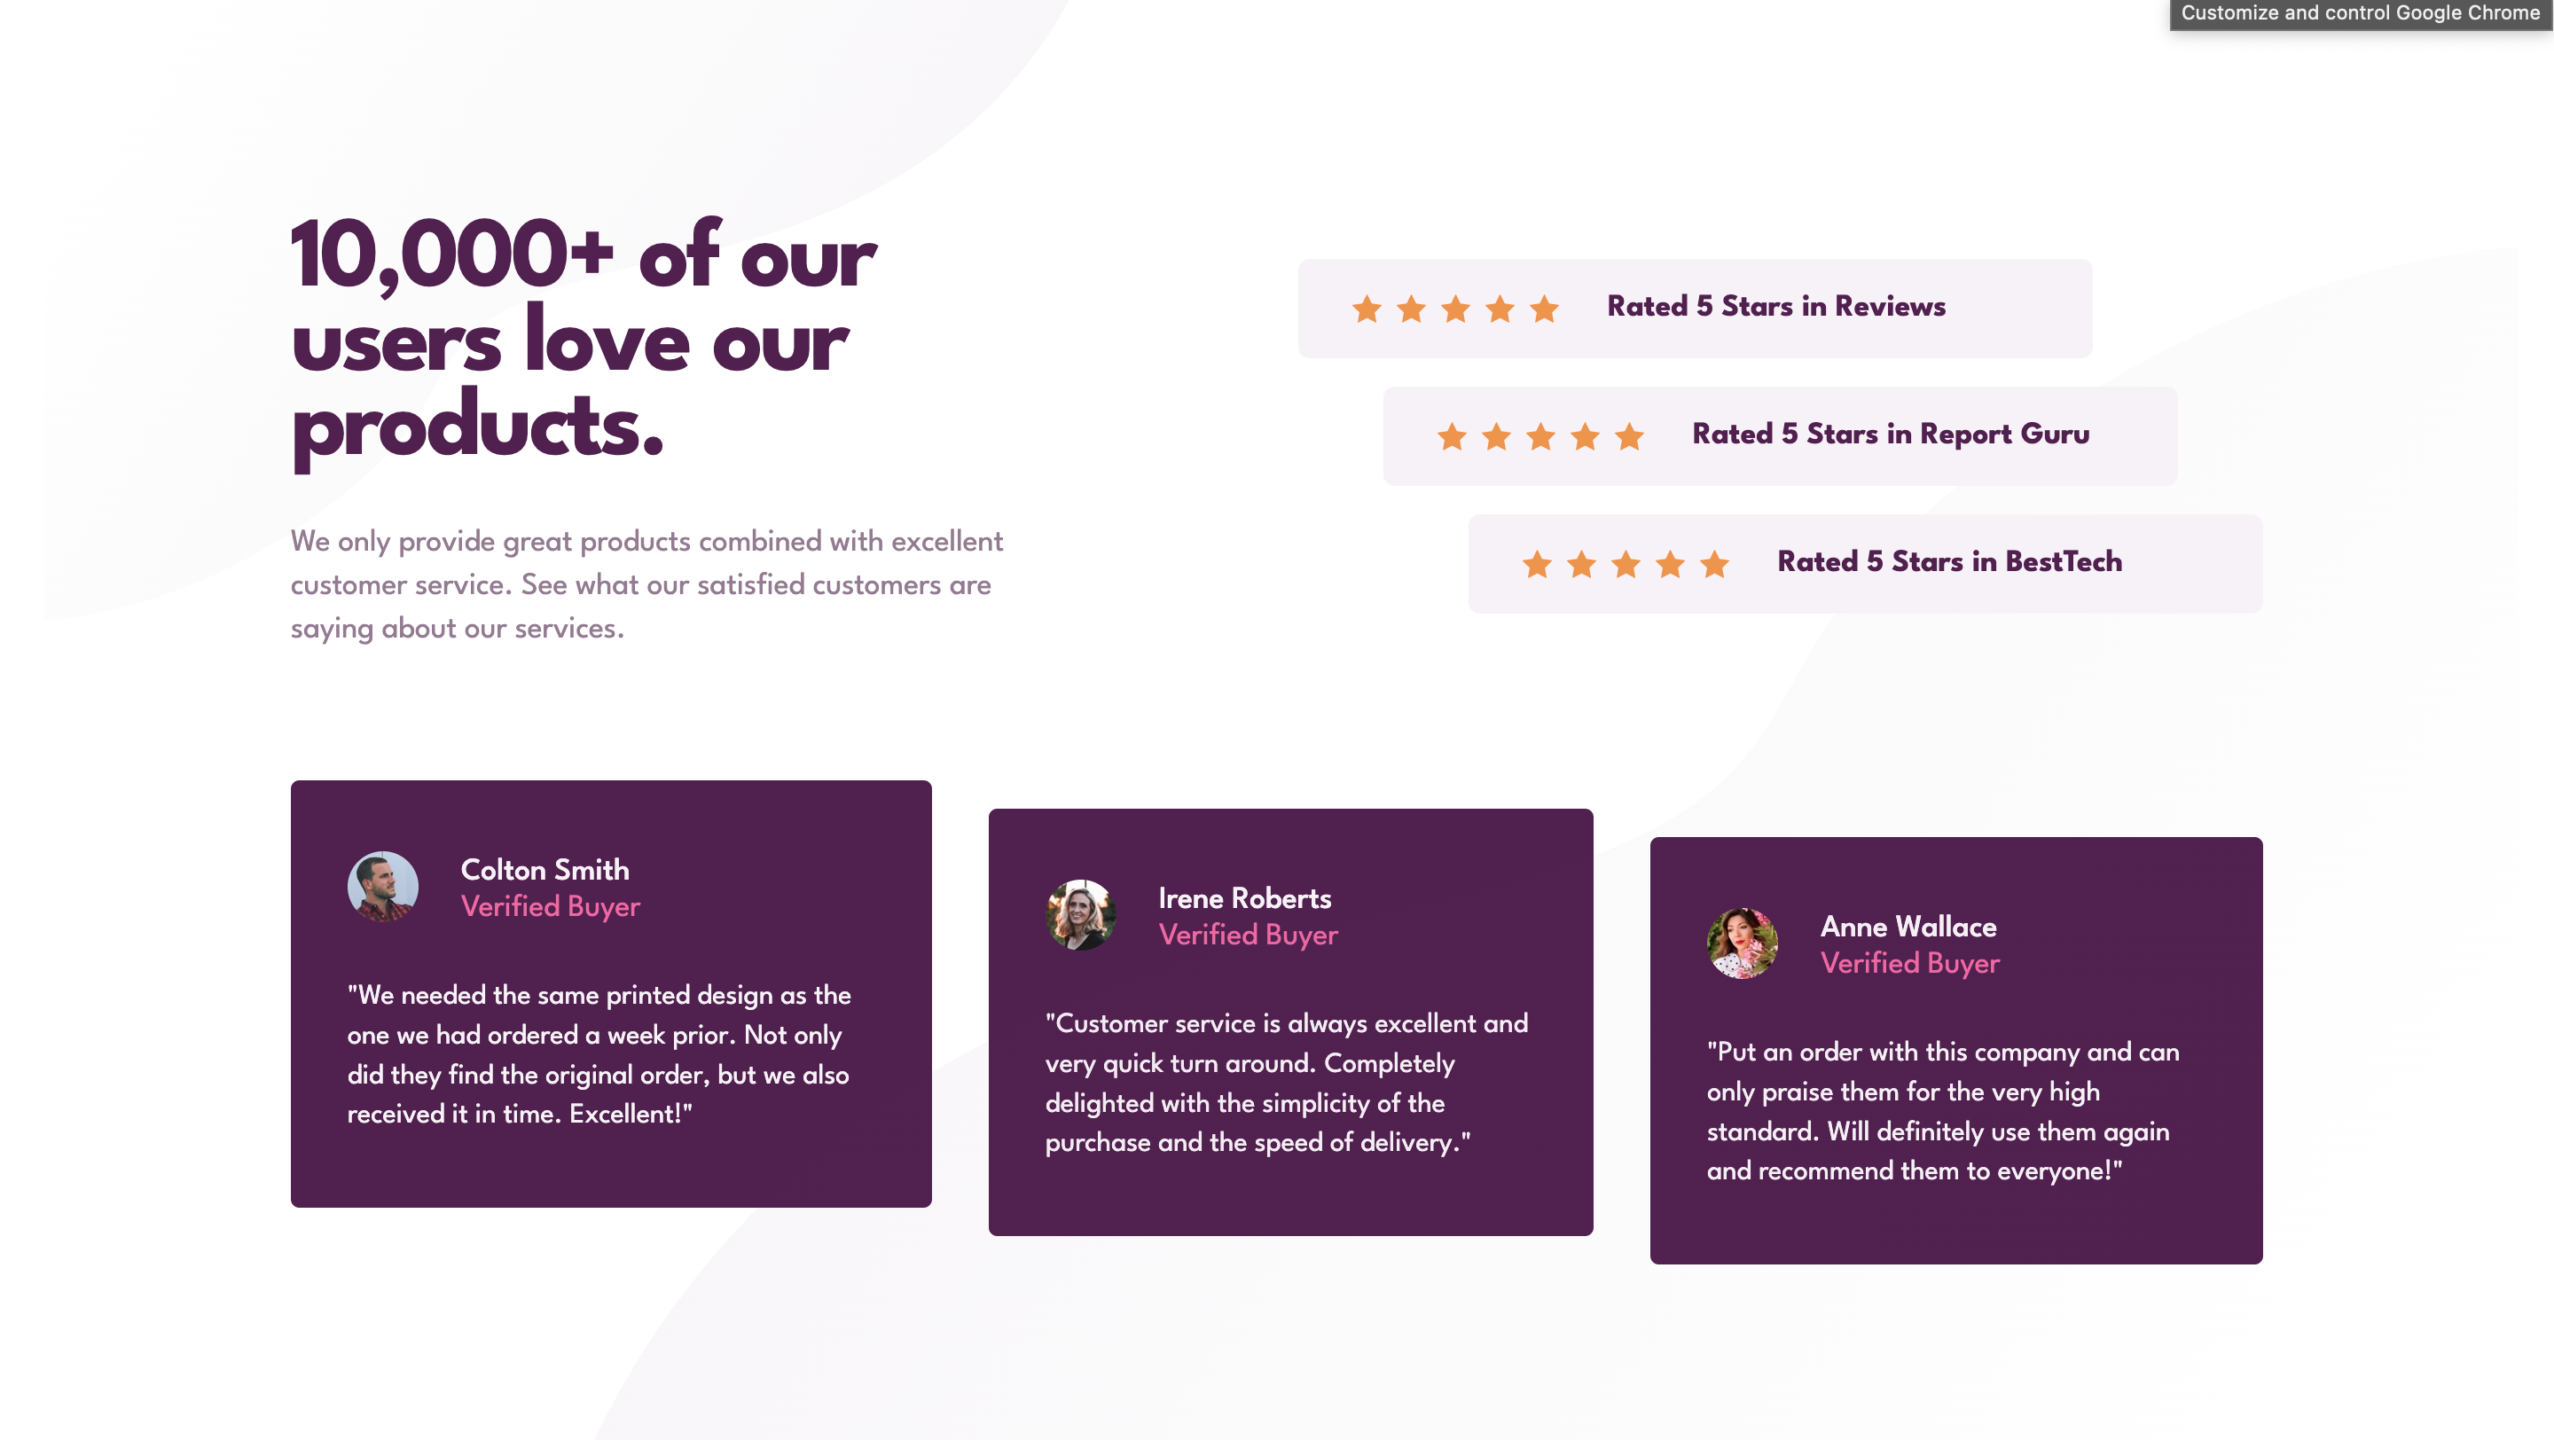 Customize and control Google Chrome
10,000+ of our
users love our
products.
We only provide great products combined with excellent
customer service. See what our satisfied customers are
saying about our services.
Rated 5 Stars in Reviews
Rated 5 Stars in Report Guru
Rated 5 Stars in BestTech
Colton Smith
Verified Buyer
"We needed the same printed design as the
one we had ordered a week prior. Not only
did they find the original order, but we also
received it in time. Excellent!"
Irene Roberts
Verified Buyer
"Customer service is always excellent and
very quick turn around. Completely
delighted with the simplicity of the
purchase and the speed of delivery."
Anne Wallace
Verified Buyer
"Put an order with this company and can
only praise them for the very high
standard. Will definitely use them again
and recommend them to everyone!"